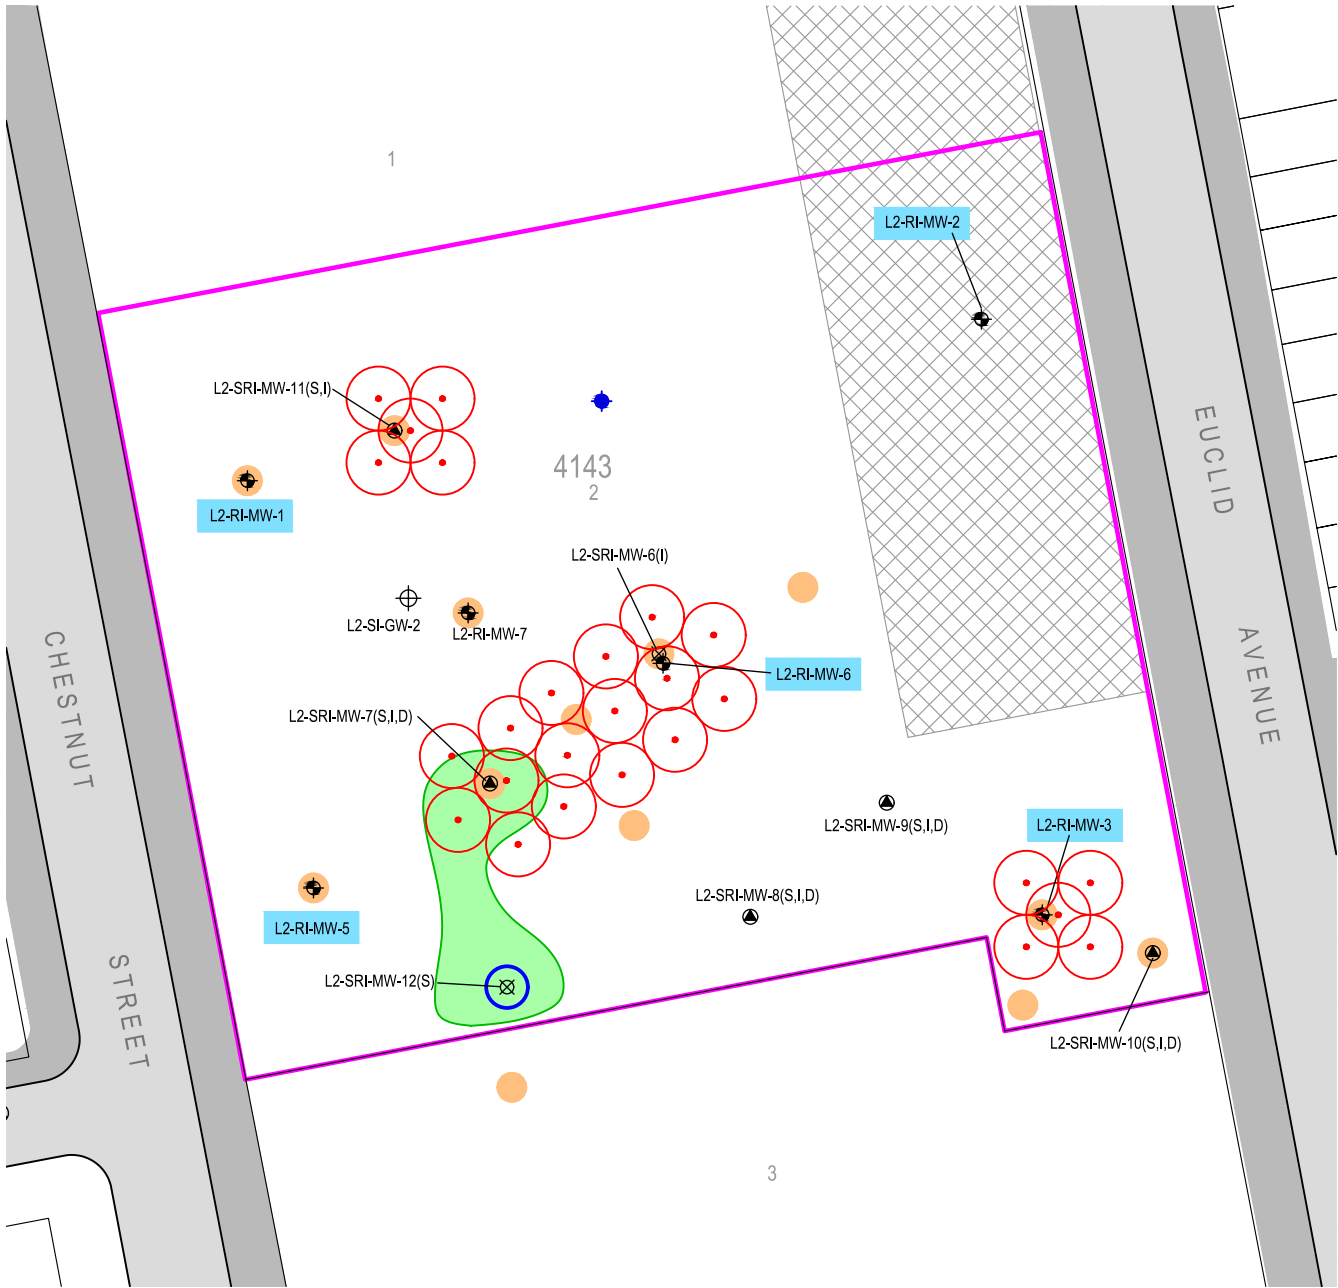 1
L2-RI-MW-2
L2-SRI-MW-11(S,I)
EUCLID
4143
2
L2-RI-MW-1
L2-SRI-MW-6(I)
L2-SI-GW-2
L2-RI-MW-7
CHESTNUT
AVENUE
L2-RI-MW-6
L2-SRI-MW-7(S,I,D)
L2-SRI-MW-9(S,I,D)
L2-RI-MW-3
L2-SRI-MW-8(S,I,D)
L2-RI-MW-5
STREET
L2-SRI-MW-12(S)
L2-SRI-MW-10(S,I,D)
3